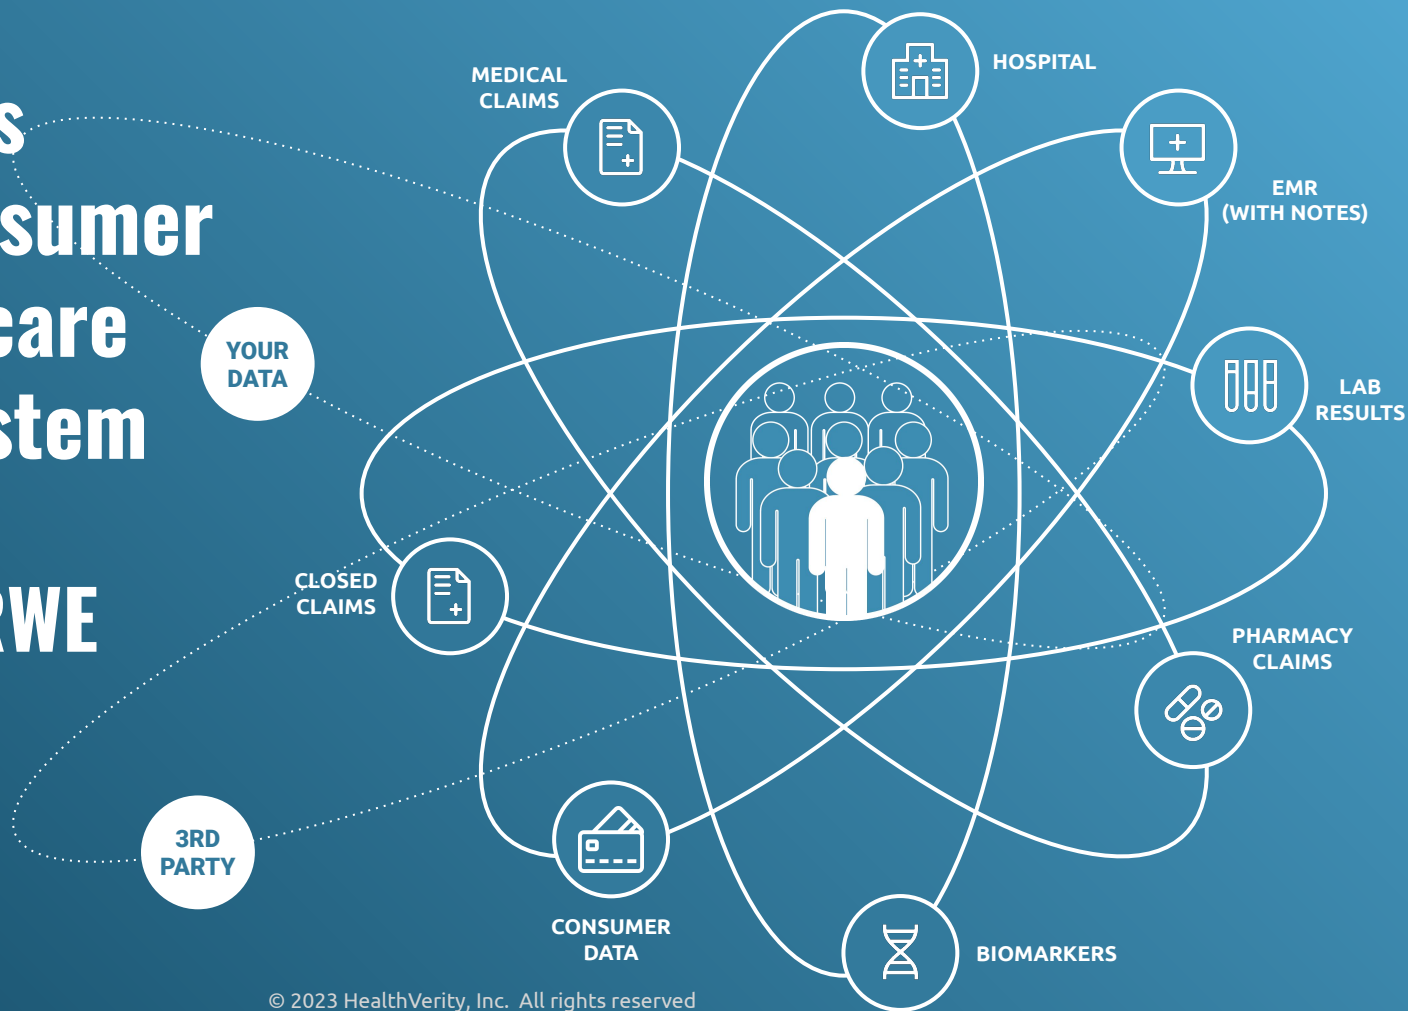 s
sumer
care
stem
RWE
MEDICAL
CLAIMS
HOSPITAL
EMR
(WITH NOTES)
YOUR
DATA
LAB
RESULTS
CLOSED
CLAIMS
PHARMACY
CLAIMS
3RD
PARTY
CONSUMER
DATA
BIOMARKERS
© 2023 HealthVerity, Inc. All rights reserved